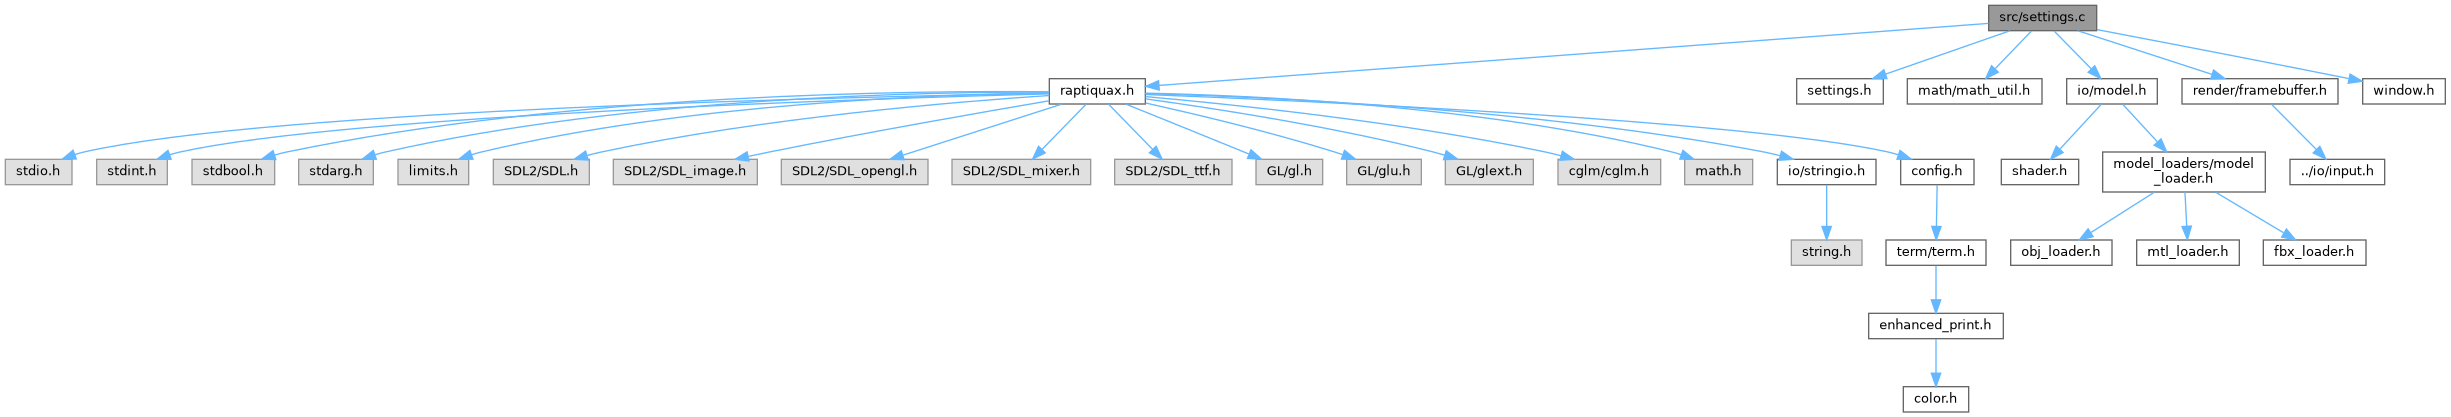 src/settings.c
raptiquax.h
settings.h
math/math_util.h
io/model.h
render/framebuffer.h
window.h
stdio.h
stdint.h
stdbool.h
stdarg.h
limits.h
SDL2/SDL.h
SDL2/SDL_image.h
SDL2/SDL_opengl.h
SDL2/SDL_mixer.h
SDL2/SDL_ttf.h
GL/gl.h
GL/glu.h
GL/glext.h
cglm/cglm.h
math.h
io/stringio.h
config.h
shader.h
model_loaders/model
_loader.h
../io/input.h
string.h
term/term.h
obj_loader.h
mtl_loader.h
fbx_loader.h
enhanced_print.h
color.h